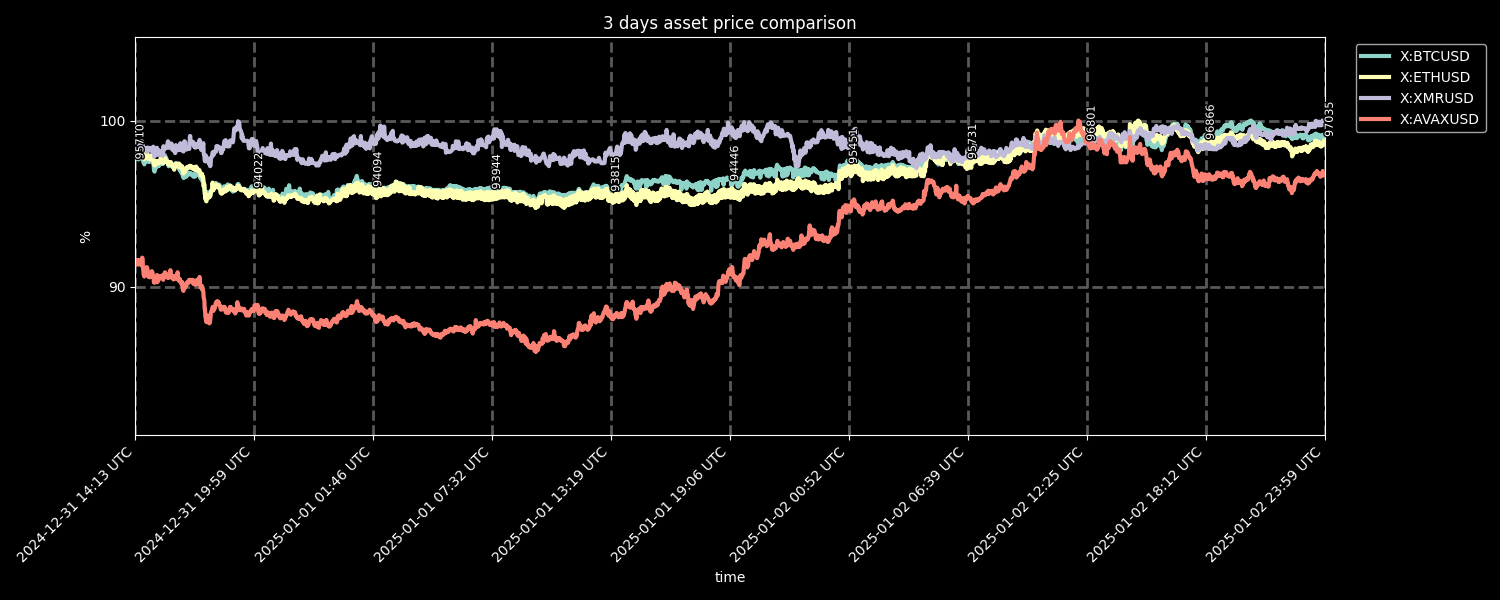 3 days asset price comparison
X:BTCUSD
X:ETHUSD
X:XMRUSD
X:AVAXUSD
100
90
%
95710
94022
94094
93944
93815
94446
95451
95731
96801
96866
97035
2024-12-31 14:13 UTC
2024-12-31 19:59 UTC
2025-01-01 01:46 UTC
2025-01-01 07:32 UTC
2025-01-01 13:19 UTC
2025-01-01 19:06 UTC
2025-01-02 00:52 UTC
2025-01-02 06:39 UTC
2025-01-02 12:25 UTC
2025-01-02 18:12 UTC
2025-01-02 23:59 UTC
time